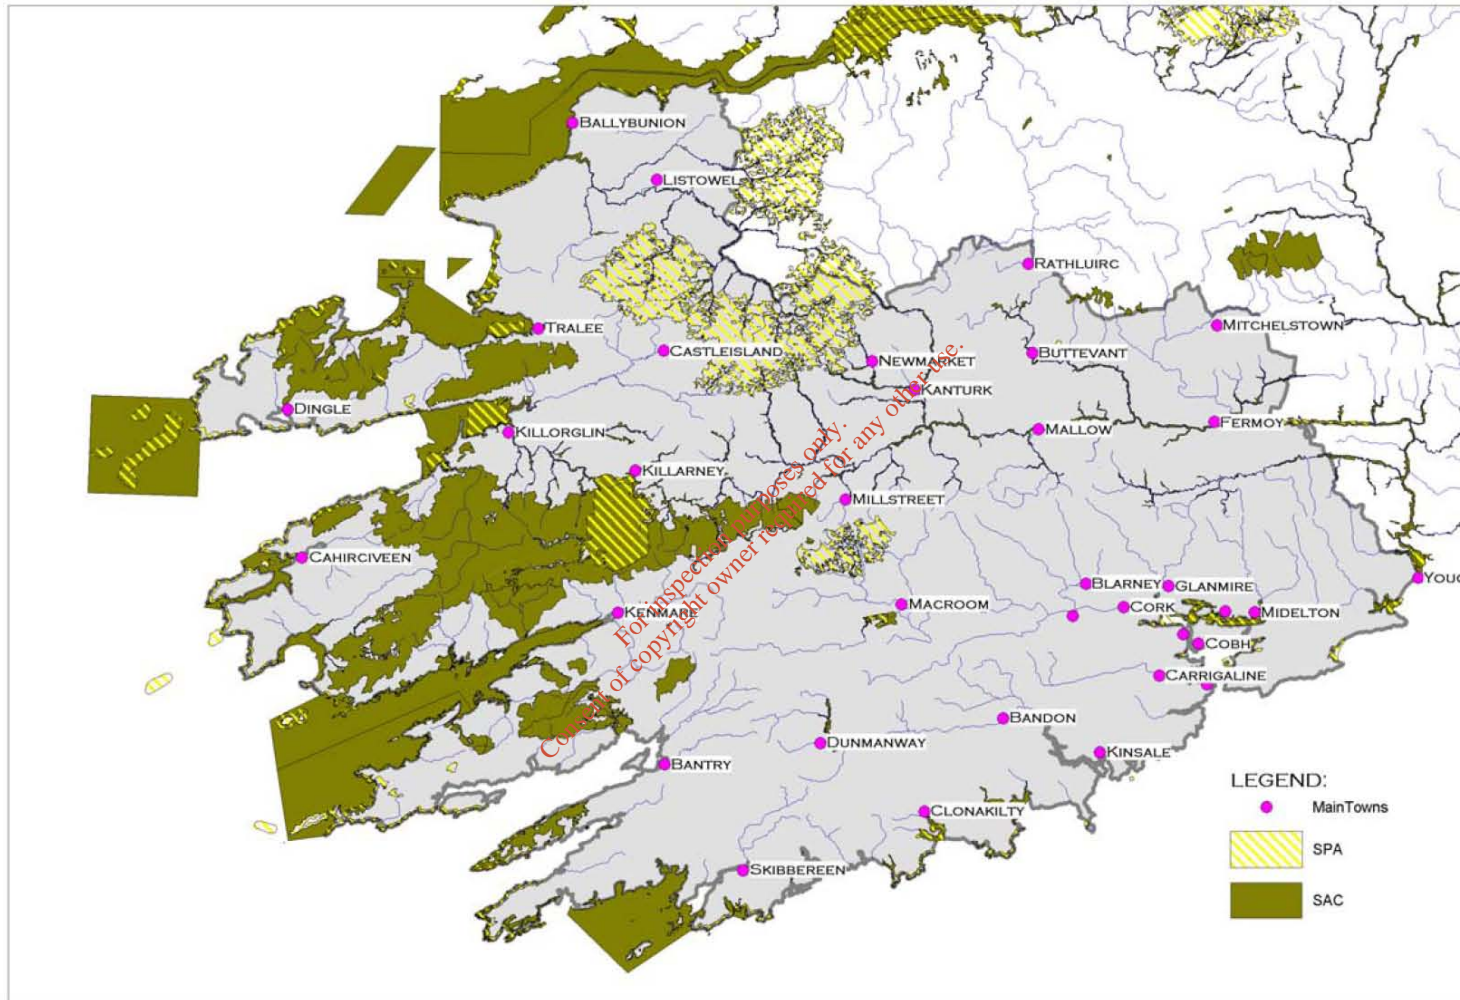 BALLYBUNION
LISTOWEL
RATHLUIRC
TRALEE
MITCHELSTOWN
CASTLEISLAND
NEWMARKET
BUTTEVANT
KANTURK
DINGLE
KILLORGLIN
MALLOW
FERMOY
KILLARNEY
MILLSTREET
CAHIRCIVEEN
BLARNEY
GLANMIRE
YOUG
KENMARE
MACROOM
CORK
MIDELTON
COBH
CARRIGALINE
BANDON
DUNMANWAY
KINSALE
BANTRY
CLONAKILTY
SKIBBEREEN
For inspection purposes only.
Consent of copyright owner required for any other use.
LEGEND:
MainTowns
SPA
SAC